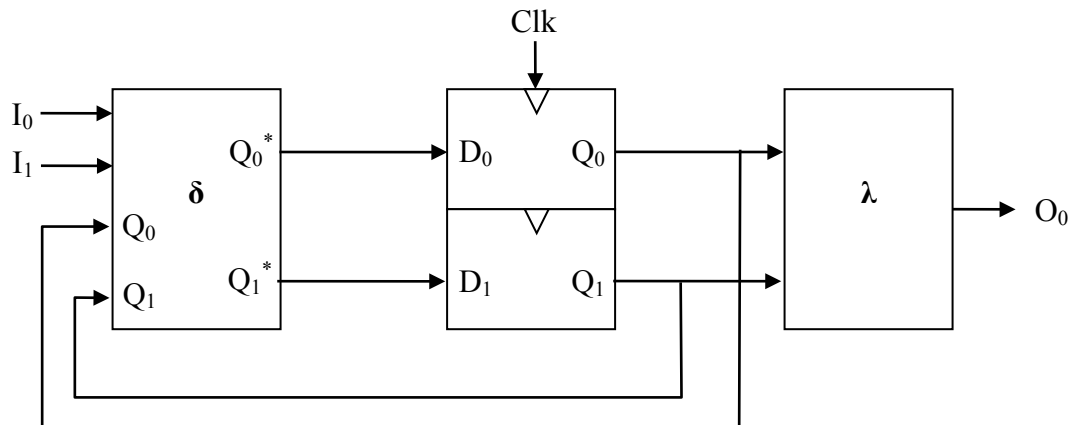 Clk
I₀
I₁
Q₀*
D₀
Q₀
δ
λ
Q₀
O₀
Q₁*
D₁
Q₁
Q₁